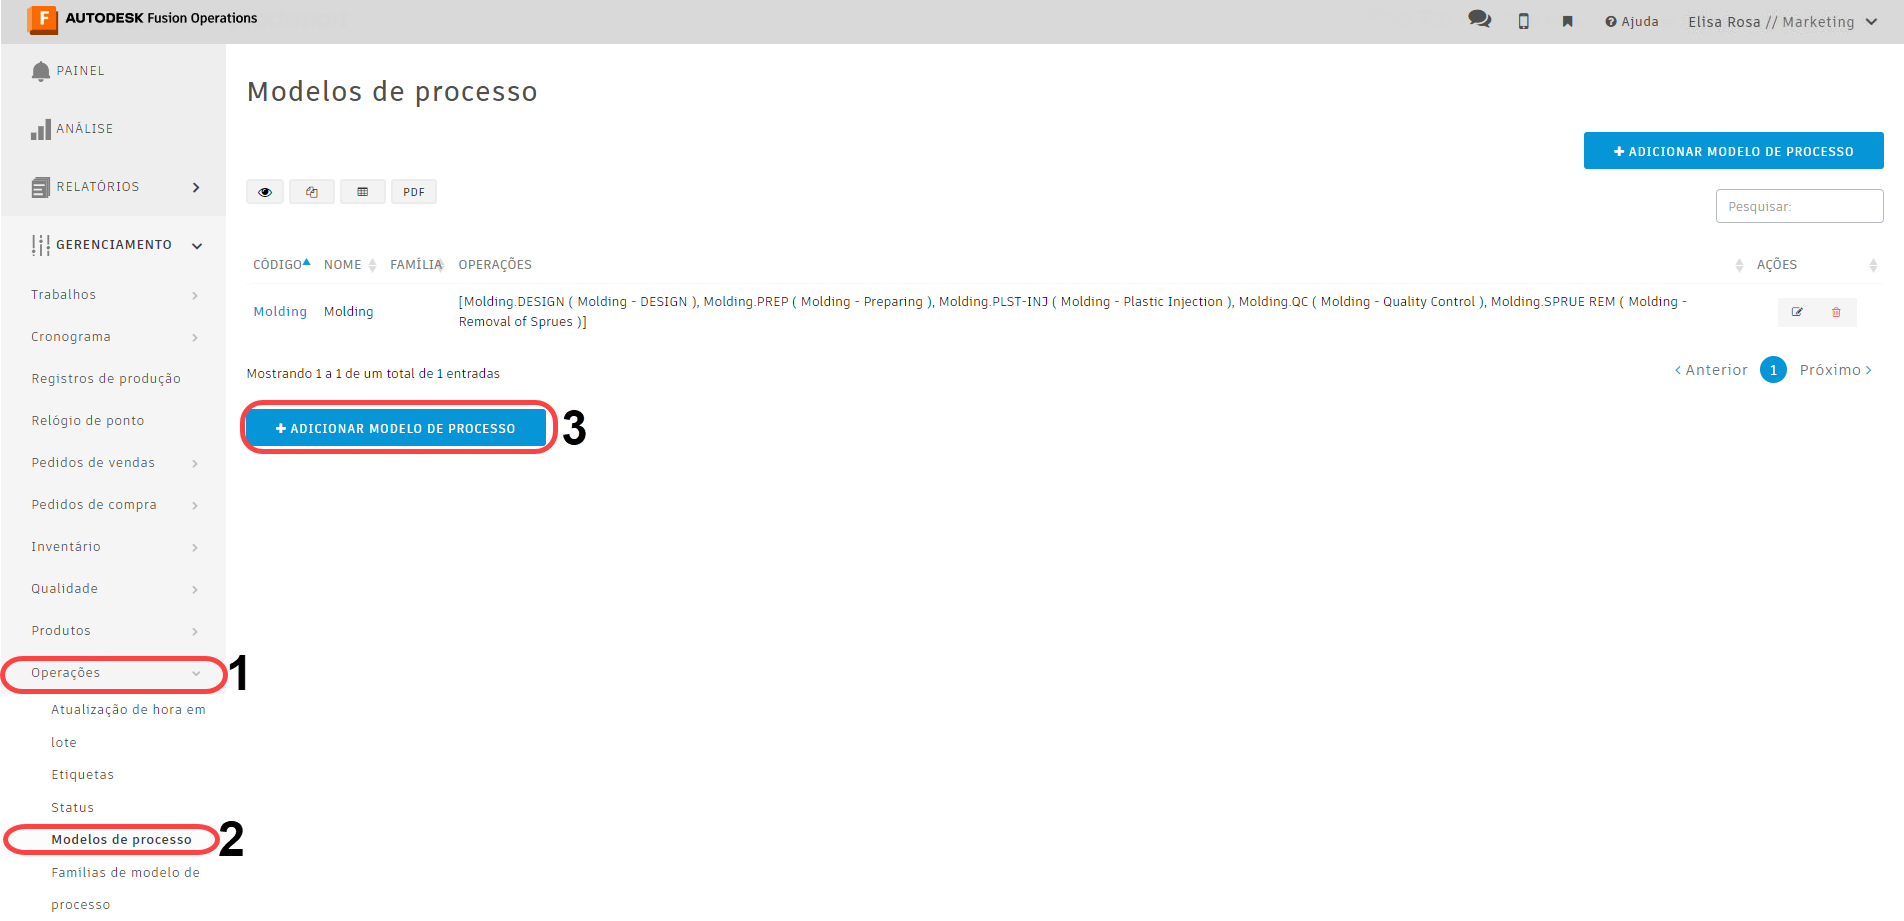 AUTODESK Fusion Operations
Ajuda
Elisa Rosa // Marketing
PAINEL
ANÁLISE
RELATÓRIOS
GERENCIAMENTO
Trabalhos
Cronograma
Registros de produção
Relógio de ponto
Pedidos de vendas
Pedidos de compra
Inventário
Qualidade
Produtos
Operações
1
Atualização de hora em
lote
Etiquetas
Status
Modelos de processo
2
Famílias de modelo de
processo
Modelos de processo
+ ADICIONAR MODELO DE PROCESSO
PDF
Pesquisar:
CÓDIGO NOME FAMÍLIA OPERAÇÕES AÇÕES
Molding Molding [Molding.DESIGN ( Molding - DESIGN ), Molding.PREP ( Molding - Preparing ), Molding.PLST-INJ ( Molding - Plastic Injection ), Molding.QC ( Molding - Quality Control ), Molding.SPRUE REM ( Molding -
Removal of Sprues )]
Mostrando 1 a 1 de um total de 1 entradas
< Anterior 1 Próximo >
+ ADICIONAR MODELO DE PROCESSO
3